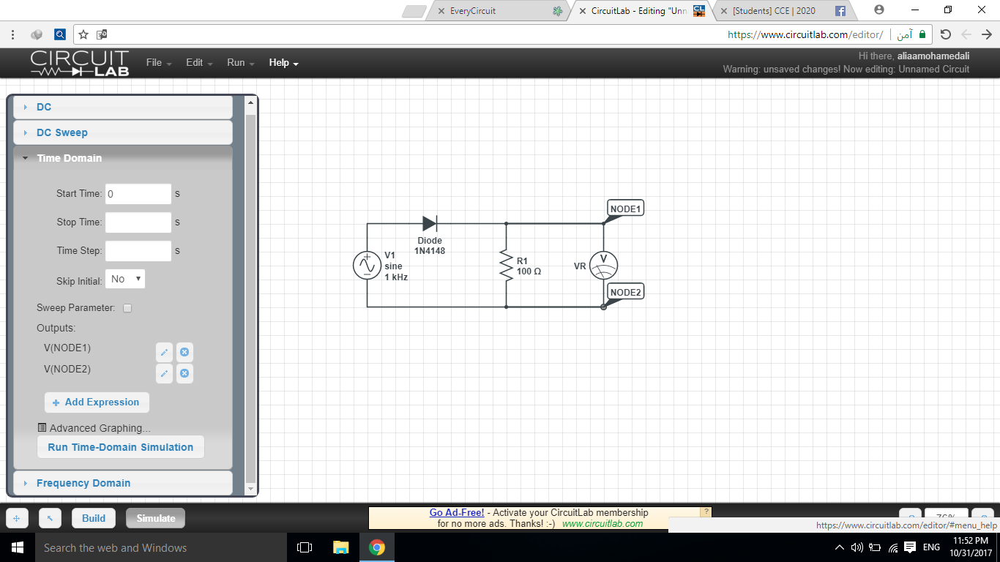 EveryCircuit
CircuitLab - Editing "Unn
[Students] CCE | 2020
https://www.circuitlab.com/editor/ | آمن
CIRCUIT
LAB
File
Edit
Run
Help
Hi there, aliaamohamedali
Warning: unsaved changes! Now editing: Unnamed Circuit
DC
DC Sweep
Time Domain
Start Time: 0 s
Stop Time: s
Time Step: s
Skip Initial: No
Sweep Parameter:
Outputs:
V(NODE1)
V(NODE2)
+ Add Expression
Advanced Graphing...
Run Time-Domain Simulation
Frequency Domain
NODE1
Diode
1N4148
V1
sine
1 kHz
R1
100 Ω
VR
V
NODE2
Build
Simulate
Go Ad-Free! - Activate your CircuitLab membership
for no more ads. Thanks! :-) www.circuitlab.com
?
https://www.circuitlab.com/editor/#menu_help
Search the web and Windows
ENG
11:52 PM
10/31/2017